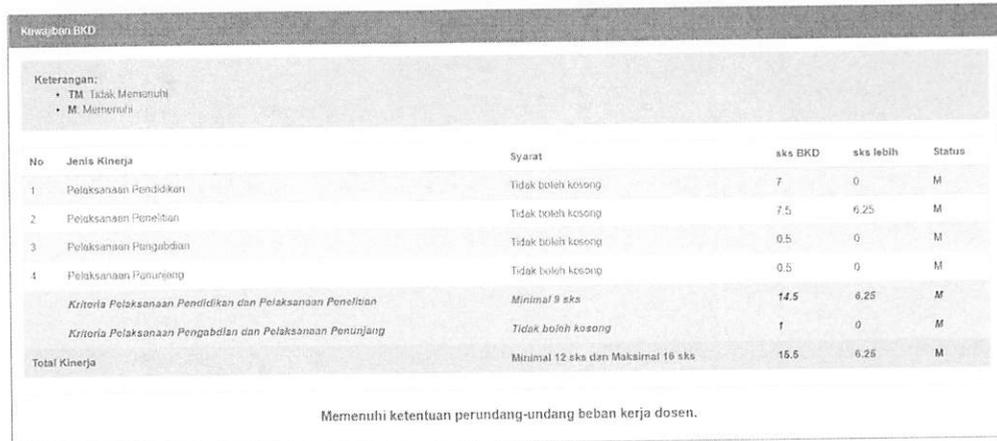 Kewajiban BKD
Keterangan:
• TM. Tidak Memenuhi
• M. Memenuhi
No Jenis Kinerja Syarat sks BKD sks lebih Status
1 Pelaksanaan Pendidikan Tidak boleh kosong 7 0 M
2 Pelaksanaan Penelitian Tidak boleh kosong 7.5 6.25 M
3 Pelaksanaan Pengabdian Tidak boleh kosong 0.5 0 M
4 Pelaksanaan Penunjang Tidak boleh kosong 0.5 0 M
Kriteria Pelaksanaan Pendidikan dan Pelaksanaan Penelitian Minimal 9 sks 14.5 6.25 M
Kriteria Pelaksanaan Pengabdian dan Pelaksanaan Penunjang Tidak boleh kosong 1 0 M
Total Kinerja Minimal 12 sks dan Maksimal 16 sks 15.5 6.25 M
Memenuhi ketentuan perundang-undang beban kerja dosen.